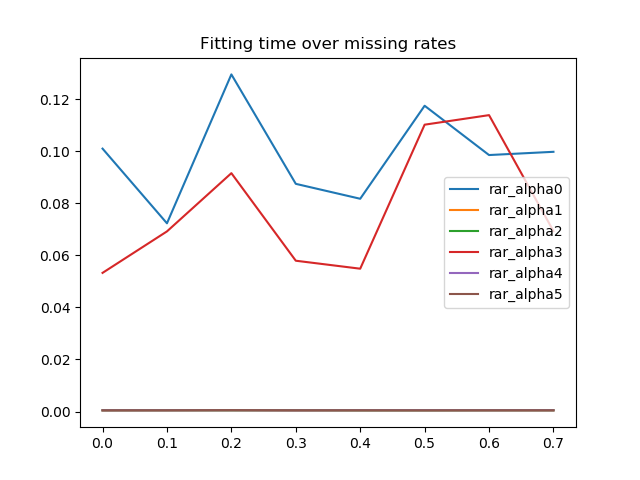 Fitting time over missing rates
0.12
0.10
0.08
0.06
0.04
0.02
0.00
rar_alpha0
rar_alpha1
rar_alpha2
rar_alpha3
rar_alpha4
rar_alpha5
0.0 0.1 0.2 0.3 0.4 0.5 0.6 0.7